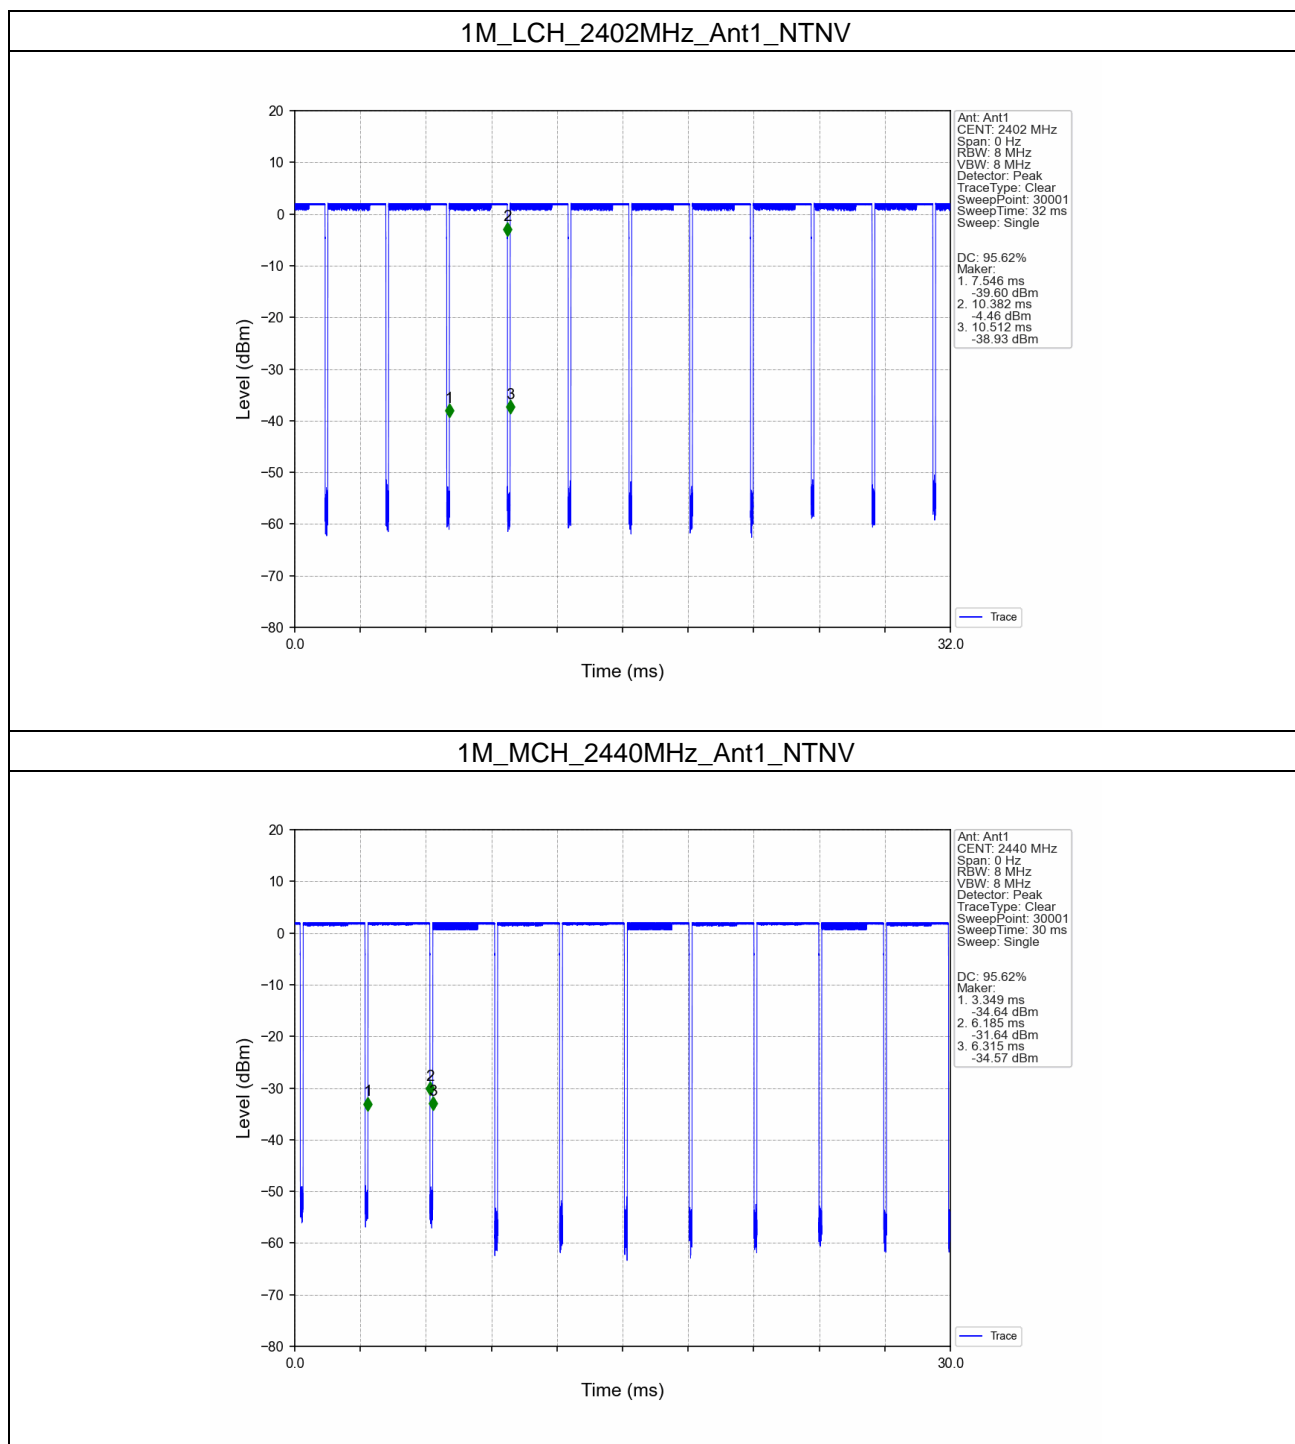 1M_LCH_2402MHz_Ant1_NTNV
20
10
0
−10
−20
−30
−40
−50
−60
−70
−80
Level (dBm)
1
2
3
0.0
32.0
Time (ms)
Ant: Ant1
CENT: 2402 MHz
Span: 0 Hz
RBW: 8 MHz
VBW: 8 MHz
Detector: Peak
TraceType: Clear
SweepPoint: 30001
SweepTime: 32 ms
Sweep: Single
DC: 95.62%
Maker:
1. 7.546 ms
-39.60 dBm
2. 10.382 ms
-4.46 dBm
3. 10.512 ms
-38.93 dBm
Trace
1M_MCH_2440MHz_Ant1_NTNV
20
10
0
−10
−20
−30
−40
−50
−60
−70
−80
Level (dBm)
1
2
3
0.0
30.0
Time (ms)
Ant: Ant1
CENT: 2440 MHz
Span: 0 Hz
RBW: 8 MHz
VBW: 8 MHz
Detector: Peak
TraceType: Clear
SweepPoint: 30001
SweepTime: 30 ms
Sweep: Single
DC: 95.62%
Maker:
1. 3.349 ms
-34.64 dBm
2. 6.185 ms
-31.64 dBm
3. 6.315 ms
-34.57 dBm
Trace